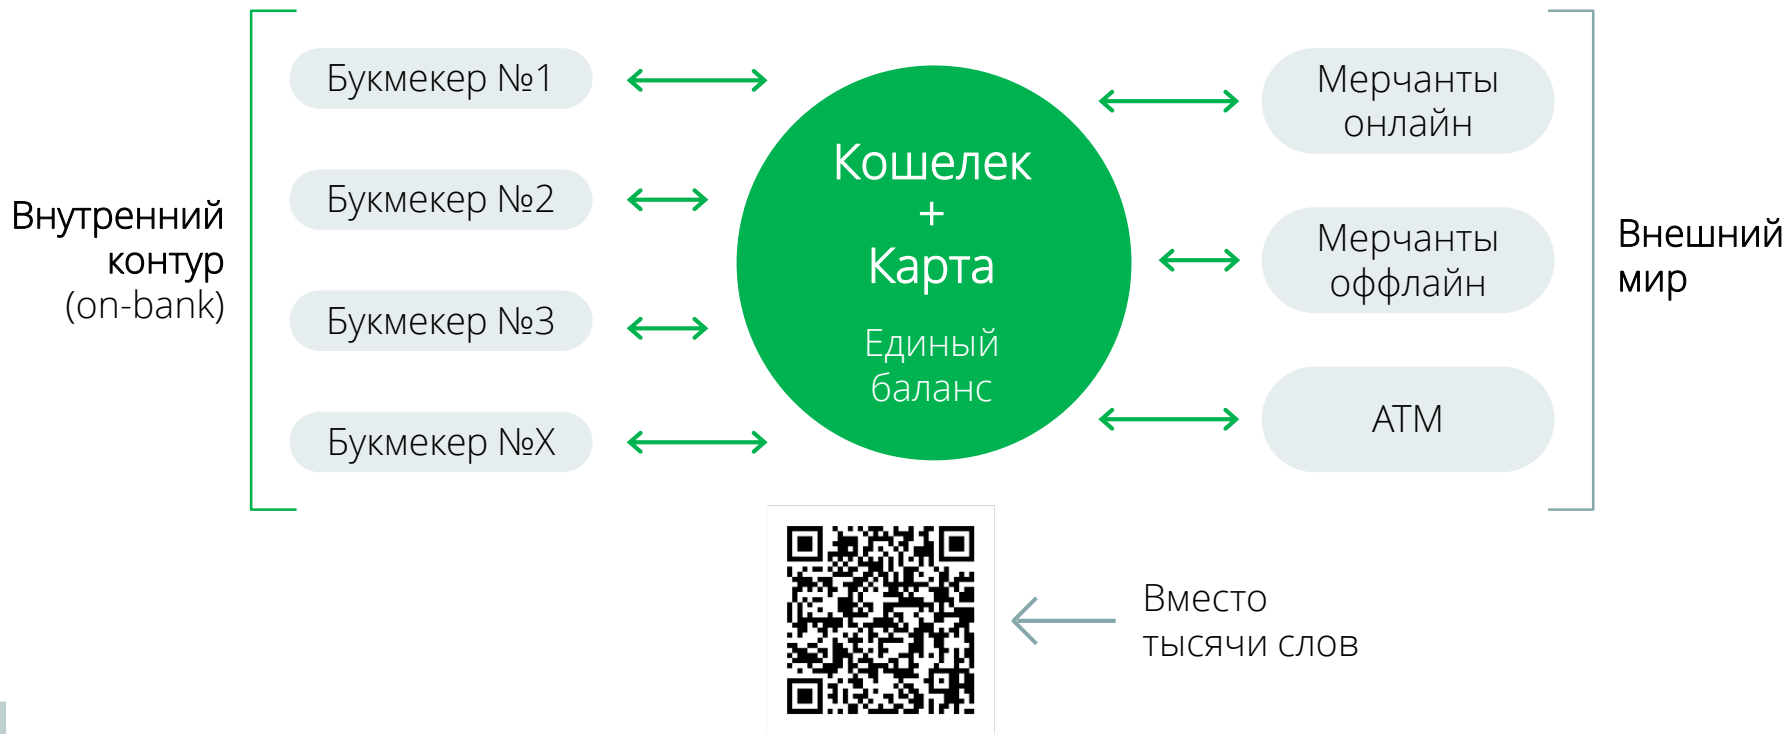 Внутренний
контур
(on-bank)
Букмекер №1
Букмекер №2
Букмекер №3
Букмекер №X
Кошелек
+
Карта
Единый
баланс
Мерчанты
онлайн
Мерчанты
оффлайн
ATM
Внешний
мир
Вместо
тысячи слов